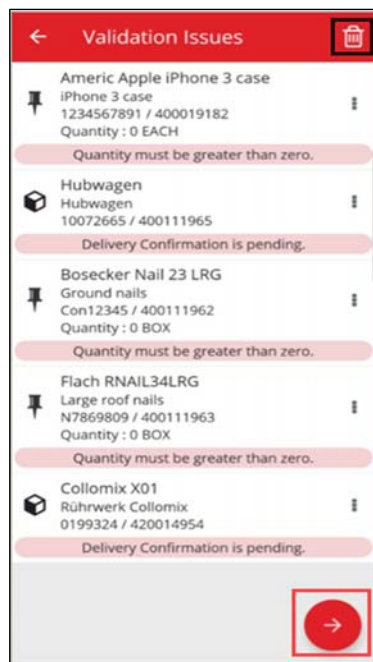 Validation Issues
Americ Apple iPhone 3 case
iPhone 3 case
1234567891 / 400019182
Quantity : 0 EACH
Quantity must be greater than zero.
Hubwagen
Hubwagen
10072665 / 400111965
Delivery Confirmation is pending.
Bosecker Nail 23 LRG
Ground nails
Con12345 / 400111962
Quantity : 0 BOX
Quantity must be greater than zero.
Flach RNAIL34LRG
Large roof nails
N7869809 / 400111963
Quantity : 0 BOX
Quantity must be greater than zero.
Collomix X01
Rührwerk Collomix
0199324 / 420014954
Delivery Confirmation is pending.